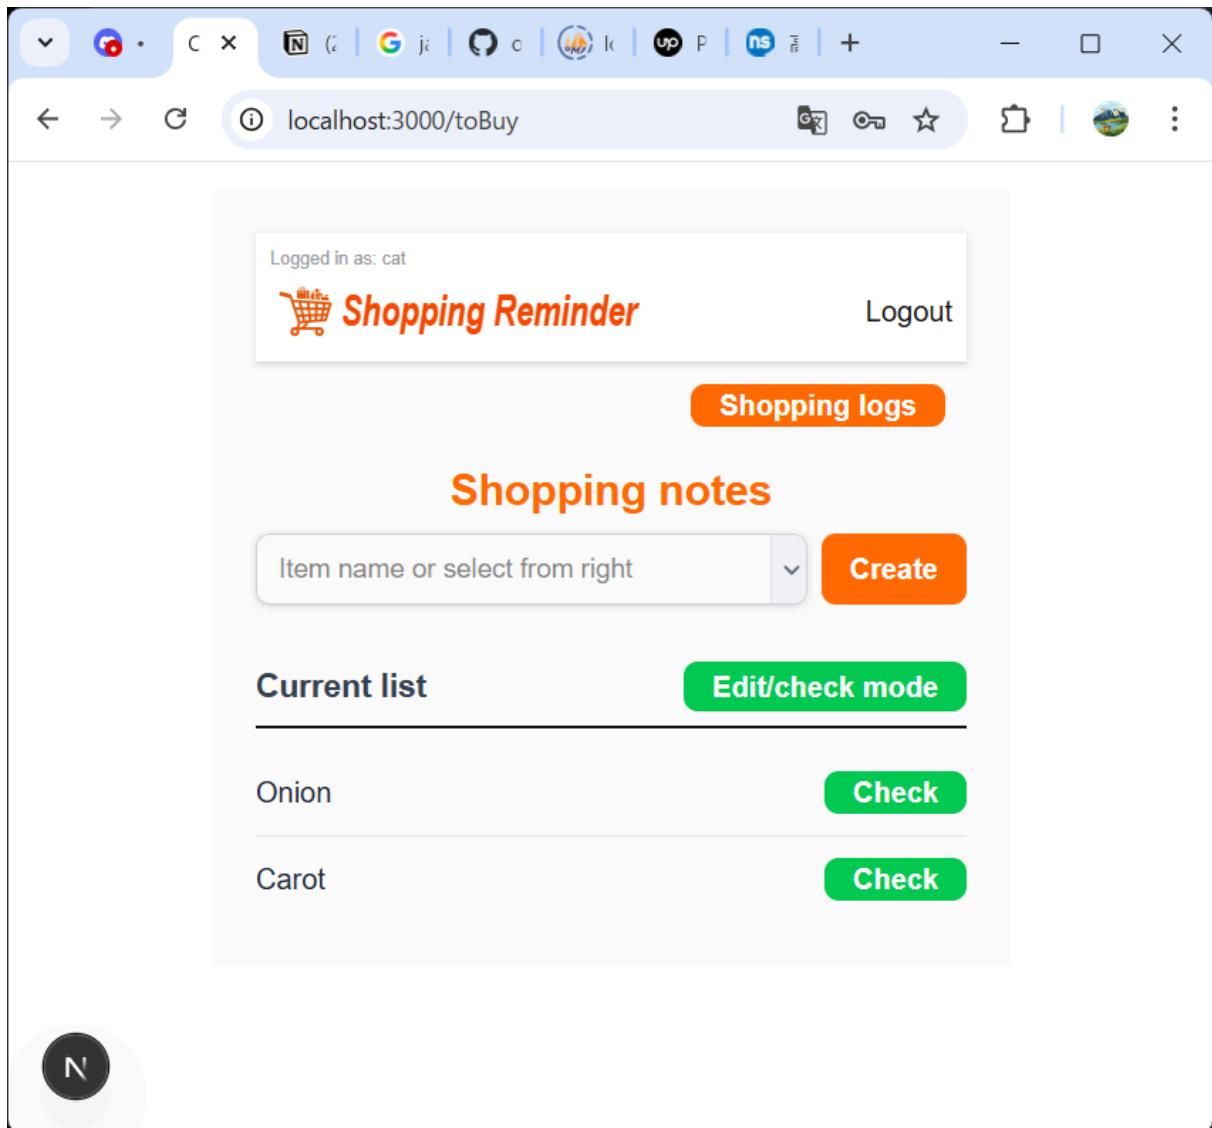 localhost:3000/toBuy
Logged in as: cat
Shopping Reminder
Logout
Shopping logs
Shopping notes
Item name or select from right
Create
Current list
Edit/check mode
Onion
Check
Carot
Check
N